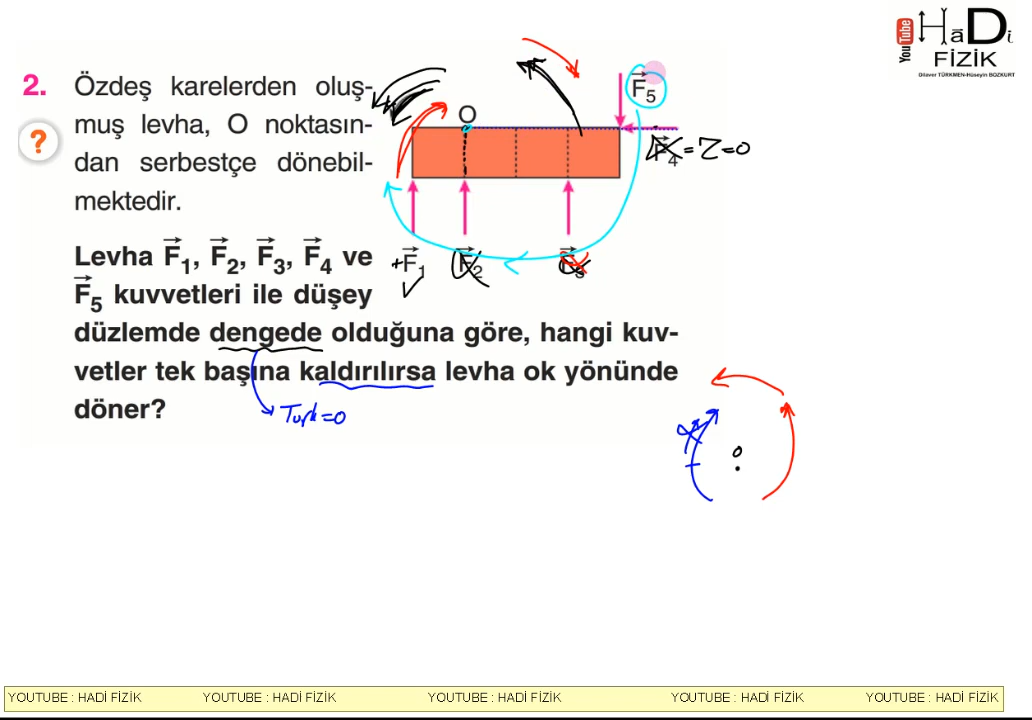 YouTube HaDi
FİZİK
Dilaver TÜRKMEN-Hüseyin BOZKURT
2. Özdeş karelerden oluş-
muş levha, O noktasın-
dan serbestçe dönebil-
mektedir.
?
O
F5
F4 = τ=0
+F1
F2
F3
Levha F1, F2, F3, F4 ve
F5 kuvvetleri ile düşey
düzlemde dengede olduğuna göre, hangi kuv-
vetler tek başına kaldırılırsa levha ok yönünde
döner?
Tork=0
+
O
YOUTUBE : HADİ FİZİK YOUTUBE : HADİ FİZİK YOUTUBE : HADİ FİZİK YOUTUBE : HADİ FİZİK YOUTUBE : HADİ FİZİK